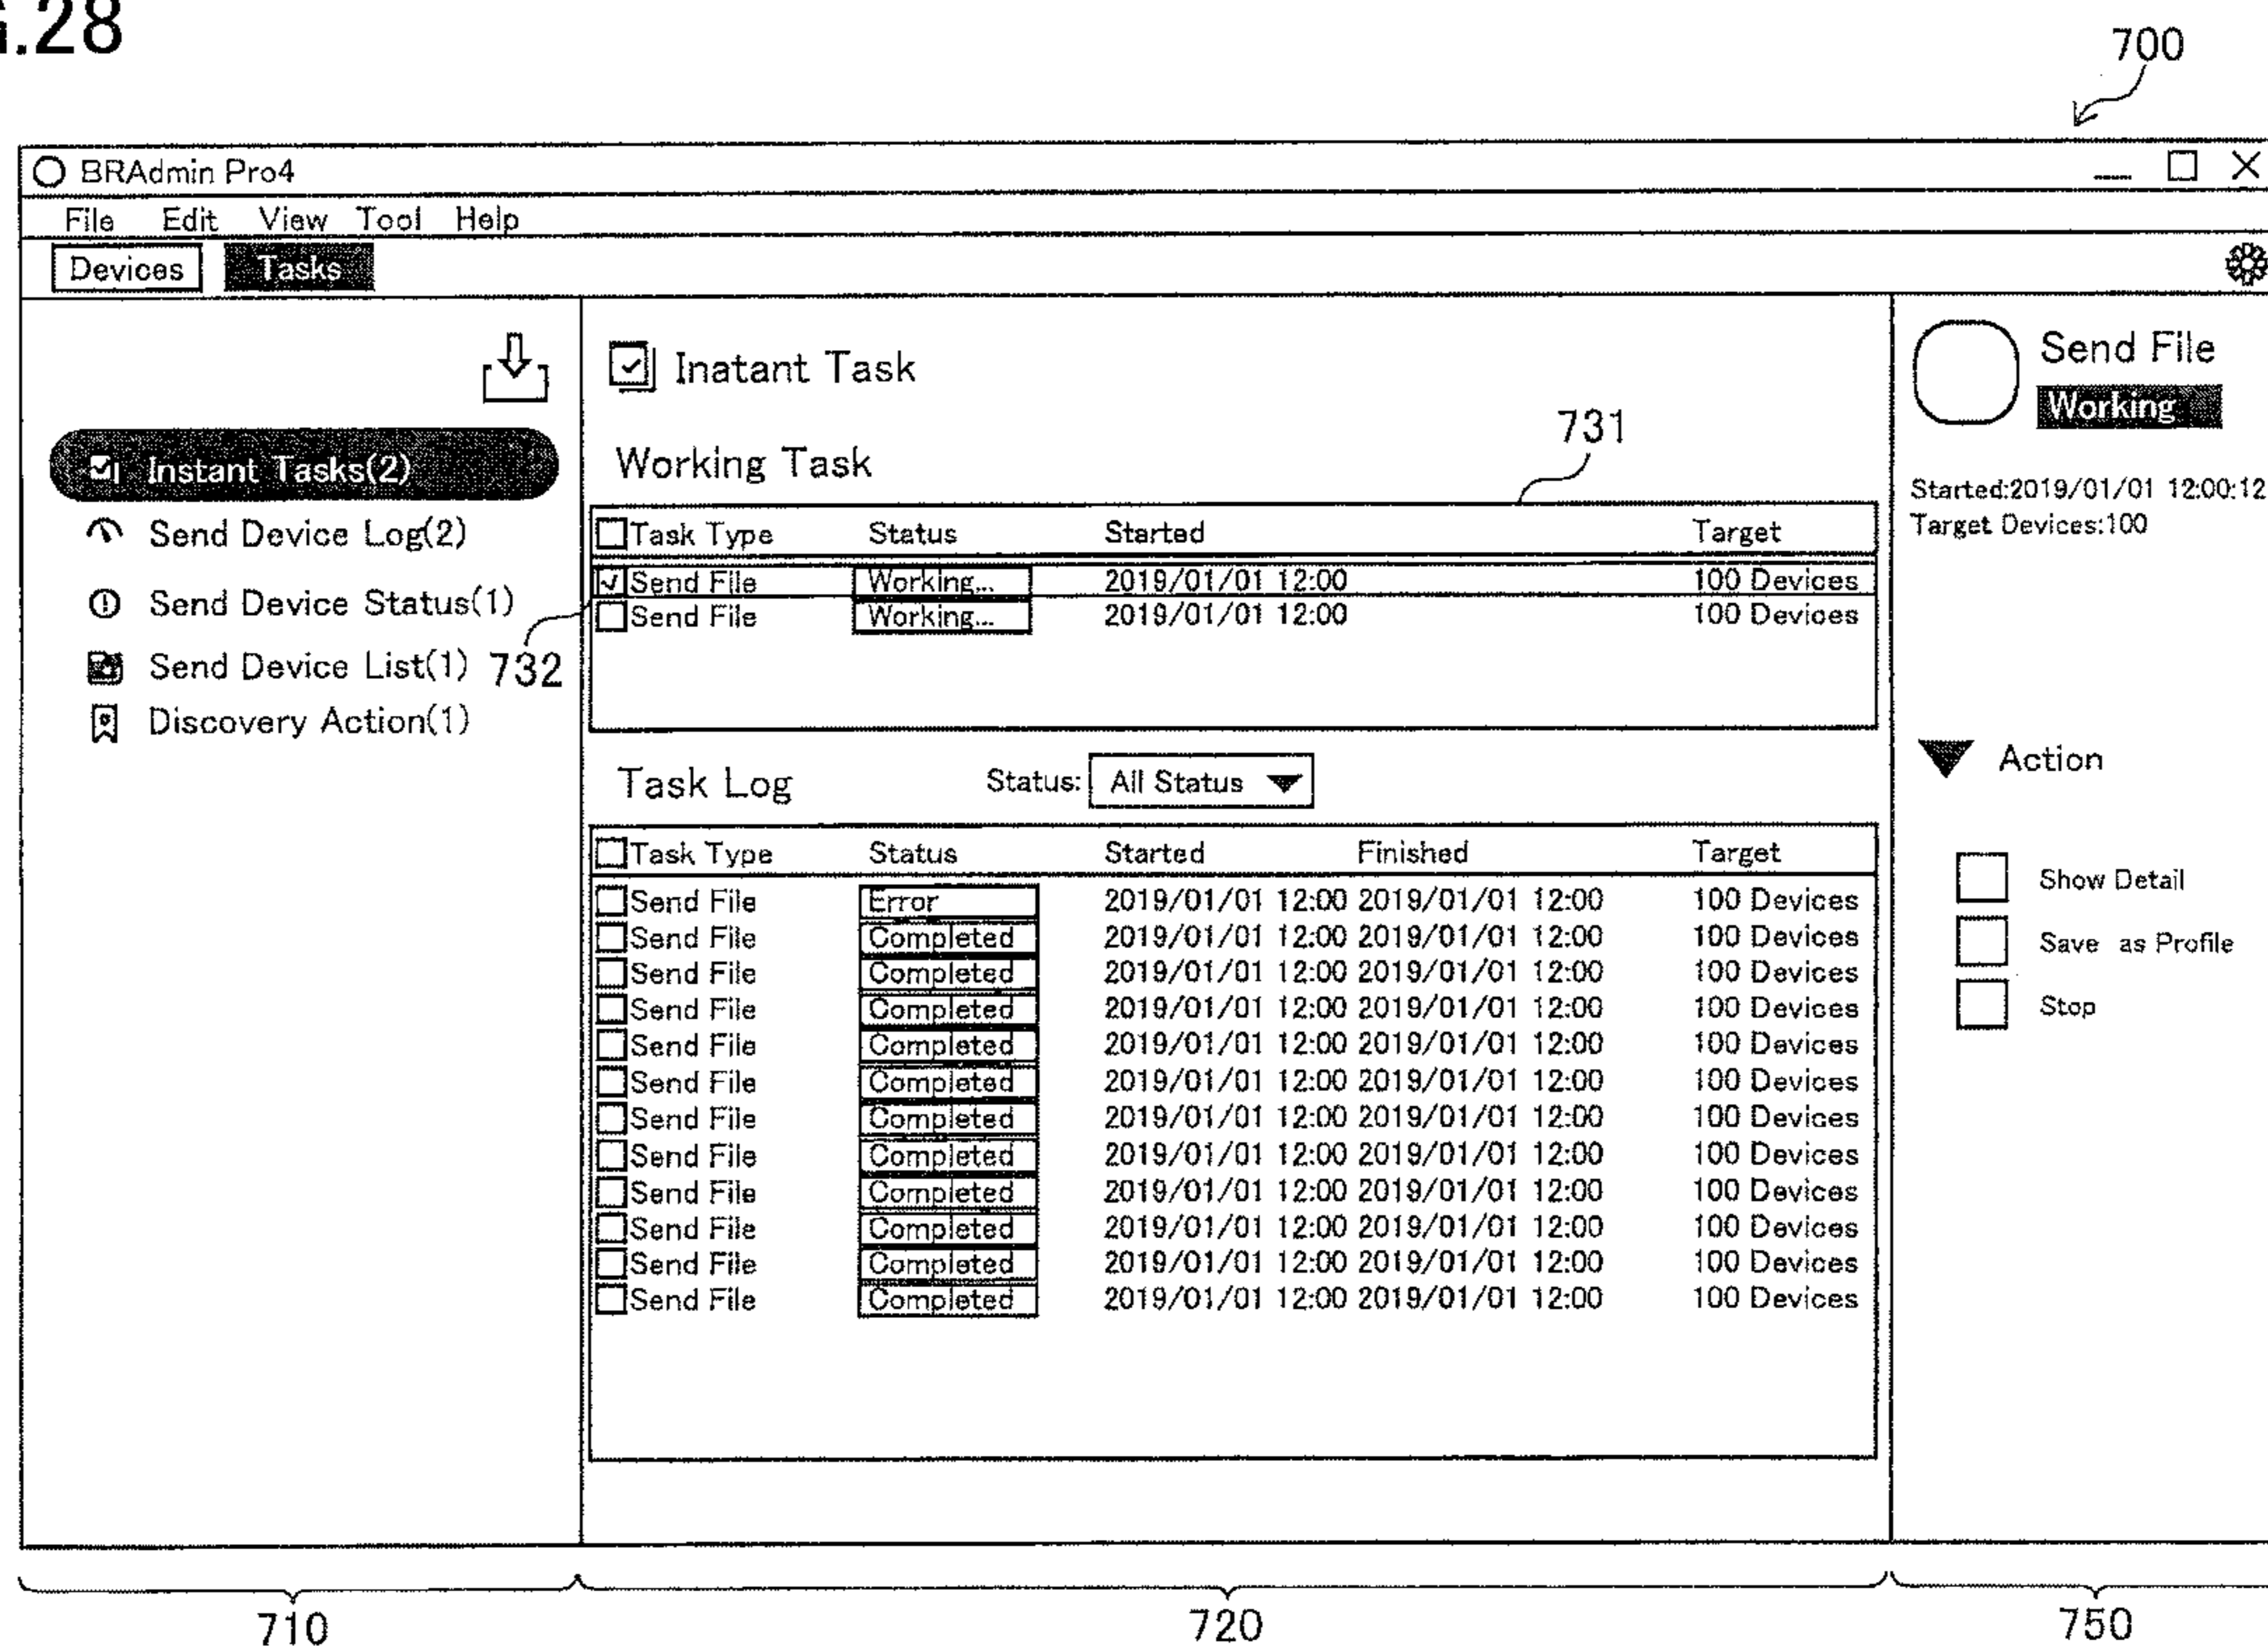 G.28
700
BRAdmin Pro4
File Edit View Tool Help
Devices Tasks
Instant Tasks(2)
Send Device Log(2)
Send Device Status(1)
Send Device List(1)
Discovery Action(1)
732
Inatant Task
Working Task
731
Task Type Status Started Target
Send File Working... 2019/01/01 12:00 100 Devices
Send File Working... 2019/01/01 12:00 100 Devices
Task Log Status: All Status
Task Type Status Started Finished Target
Send File Error 2019/01/01 12:00 2019/01/01 12:00 100 Devices
Send File Completed 2019/01/01 12:00 2019/01/01 12:00 100 Devices
Send File Completed 2019/01/01 12:00 2019/01/01 12:00 100 Devices
Send File Completed 2019/01/01 12:00 2019/01/01 12:00 100 Devices
Send File Completed 2019/01/01 12:00 2019/01/01 12:00 100 Devices
Send File Completed 2019/01/01 12:00 2019/01/01 12:00 100 Devices
Send File Completed 2019/01/01 12:00 2019/01/01 12:00 100 Devices
Send File Completed 2019/01/01 12:00 2019/01/01 12:00 100 Devices
Send File Completed 2019/01/01 12:00 2019/01/01 12:00 100 Devices
Send File Completed 2019/01/01 12:00 2019/01/01 12:00 100 Devices
Send File Completed 2019/01/01 12:00 2019/01/01 12:00 100 Devices
Send File Completed 2019/01/01 12:00 2019/01/01 12:00 100 Devices
Send File
Working
Started:2019/01/01 12:00:12
Target Devices:100
Action
Show Detail
Save as Profile
Stop
710 720 750